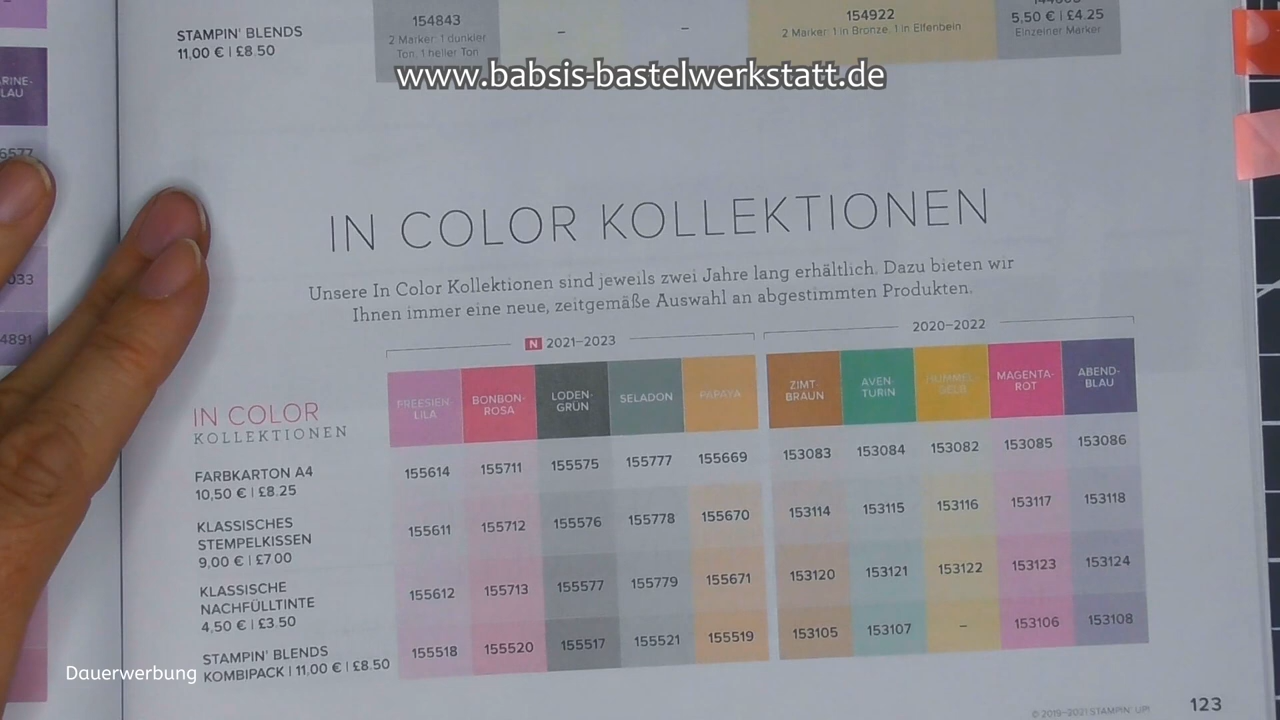 154843
154922
5,50 € | £4.25
STAMPIN' BLENDS
11,00 € | £8.50
2 Marker: 1 dunkler
Ton, 1 heller Ton
–
–
2 Marker: 1 in Bronze, 1 in Elfenbein
Einzelner Marker
www.babsis-bastelwerkstatt.de
RINE-
LAU
033
4891
IN COLOR KOLLEKTIONEN
Unsere In Color Kollektionen sind jeweils zwei Jahre lang erhältlich. Dazu bieten wir
Ihnen immer eine neue, zeitgemäße Auswahl an abgestimmten Produkten.
N 2021–2023
2020–2022
IN COLOR
KOLLEKTIONEN
FREESIEN-
LILA
BONBON-
ROSA
LODEN-
GRÜN
SELADON
PAPAYA
ZIMT-
BRAUN
AVEN-
TURIN
HUMMEL-
GELB
MAGENTA-
ROT
ABEND-
BLAU
FARBKARTON A4
10,50 € | £8.25
155614 155711 155575 155777 155669 153083 153084 153082 153085 153086
KLASSISCHES
STEMPELKISSEN
9,00 € | £7.00
155611 155712 155576 155778 155670 153114 153115 153116 153117 153118
KLASSISCHE
NACHFÜLLTINTE
4,50 € | £3.50
155612 155713 155577 155779 155671 153120 153121 153122 153123 153124
STAMPIN' BLENDS
KOMBIPACK | 11,00 € | £8.50
155518 155520 155517 155521 155519 153105 153107 – 153106 153108
Dauerwerbung
© 2019–2021 STAMPIN' UP!
123